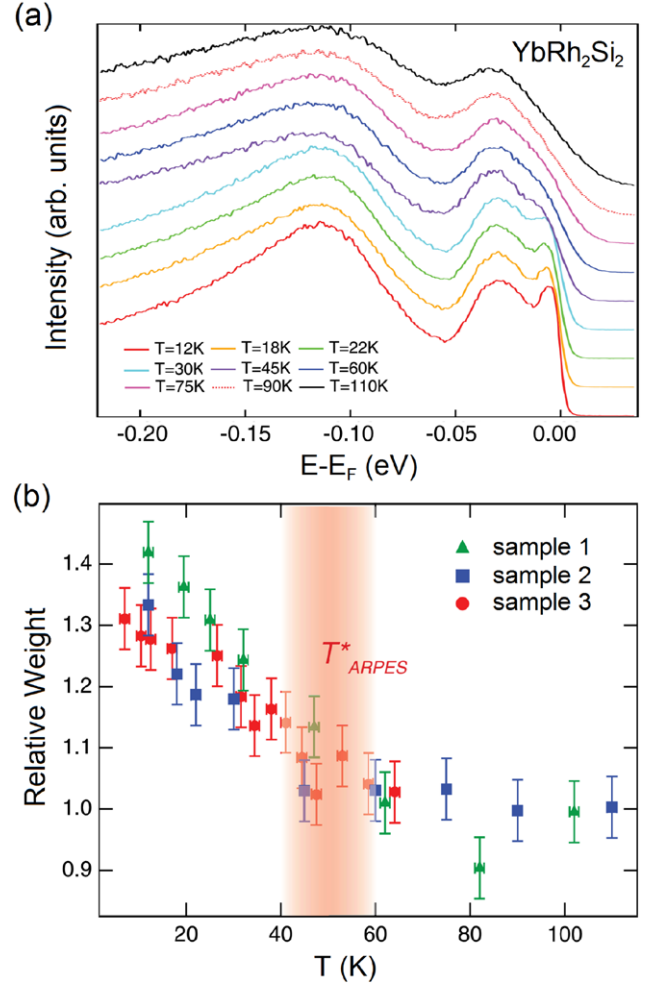 (a)
YbRh2Si2
Intensity (arb. units)
T=12K T=18K T=22K
T=30K T=45K T=60K
T=75K T=90K T=110K
-0.20 -0.15 -0.10 -0.05 0.00
E-EF (eV)
(b)
1.4
1.3
1.2
1.1
1.0
0.9
Relative Weight
sample 1
sample 2
sample 3
T*ARPES
20 40 60 80 100
T (K)